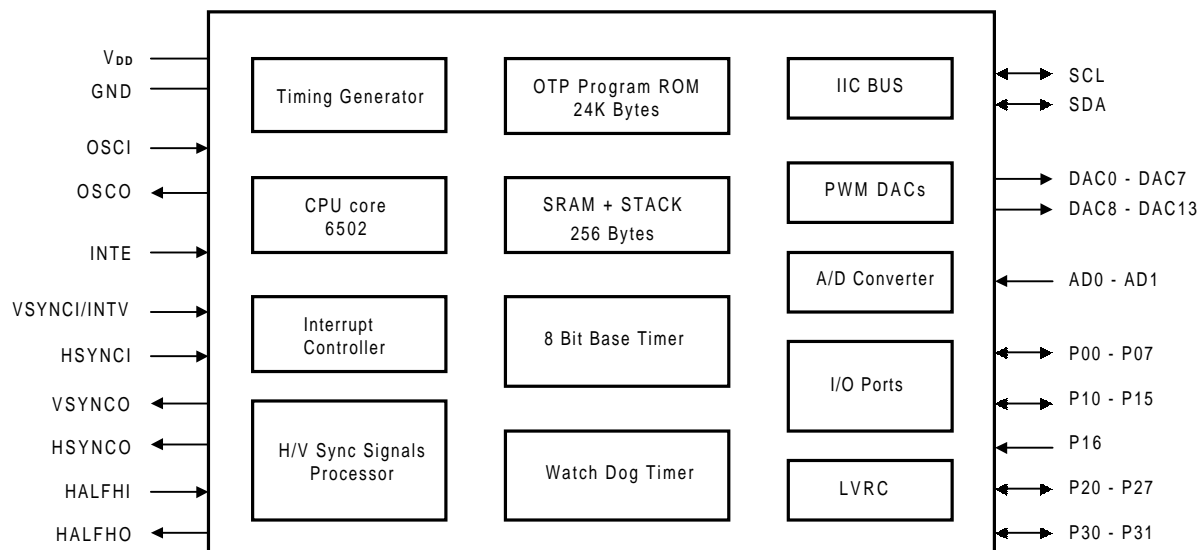 VDD
GND
OSCI
OSCO
INTE
VSYNCI/INTV
HSYNCI
VSYNCO
HSYNCO
HALFHI
HALFHO
Timing Generator
CPU core
6502
Interrupt
Controller
H/V Sync Signals
Processor
OTP Program ROM
24K Bytes
SRAM + STACK
256 Bytes
8 Bit Base Timer
Watch Dog Timer
IIC BUS
PWM DACs
A/D Converter
I/O Ports
LVRC
SCL
SDA
DAC0 - DAC7
DAC8 - DAC13
AD0 - AD1
P00 - P07
P10 - P15
P16
P20 - P27
P30 - P31